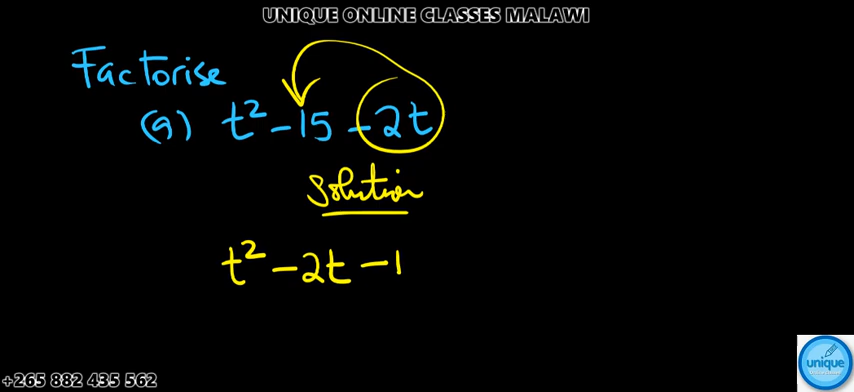 UNIQUE ONLINE CLASSES MALAWI
Factorise
(a) t² - 15 - 2t
Solution
t² - 2t - 1
unique
+265 882 435 562